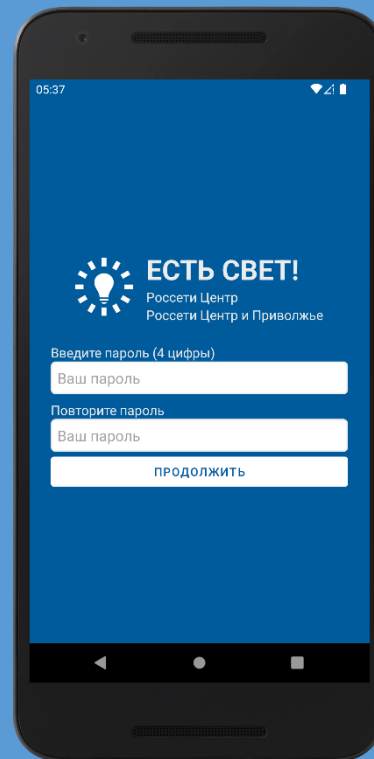 05:37
ЕСТЬ СВЕТ!
Россети Центр
Россети Центр и Приволжье
Введите пароль (4 цифры)
Ваш пароль
Повторите пароль
Ваш пароль
ПРОДОЛЖИТЬ